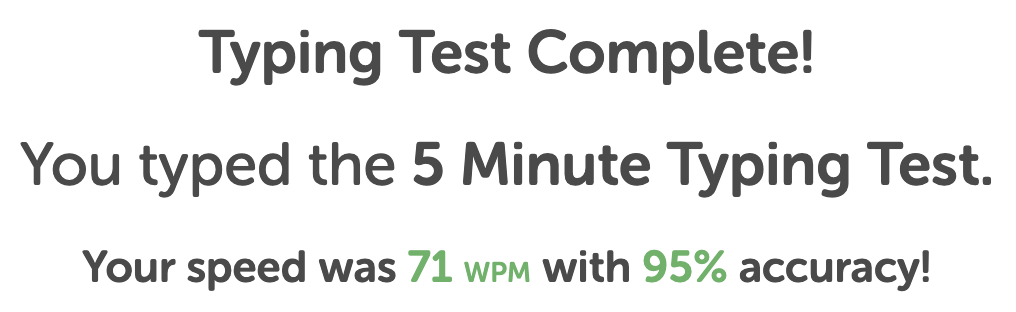 Typing Test Complete!
You typed the 5 Minute Typing Test.
Your speed was 71 WPM with 95% accuracy!